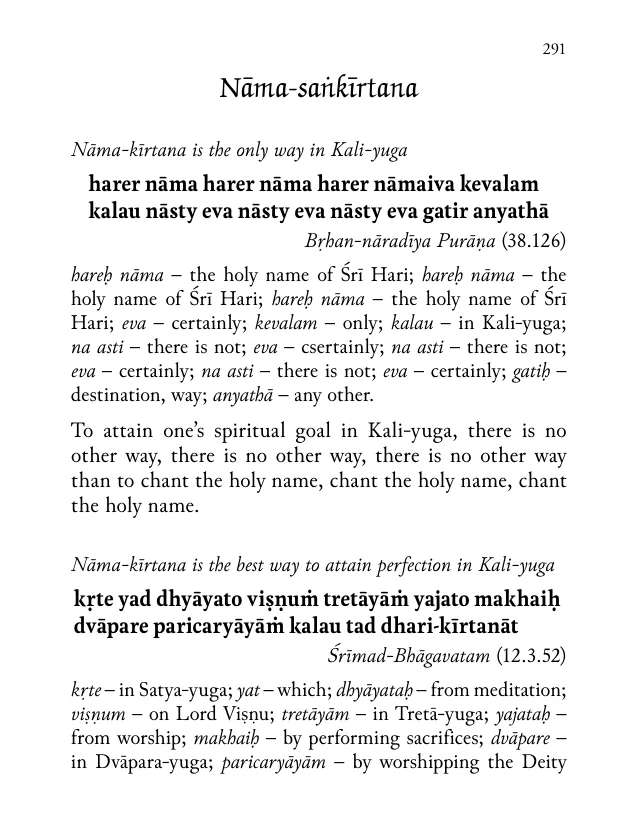 291
Nāma-saṅkīrtana
Nāma-kīrtana is the only way in Kali-yuga
harer nāma harer nāma harer nāmaiva kevalam
kalau nāsty eva nāsty eva nāsty eva gatir anyathā
Bṛhan-nāradīya Purāṇa (38.126)
hareḥ nāma – the holy name of Śrī Hari; hareḥ nāma – the
holy name of Śrī Hari; hareḥ nāma – the holy name of Śrī
Hari; eva – certainly; kevalam – only; kalau – in Kali-yuga;
na asti – there is not; eva – csertainly; na asti – there is not;
eva – certainly; na asti – there is not; eva – certainly; gatiḥ –
destination, way; anyathā – any other.
To attain one’s spiritual goal in Kali-yuga, there is no
other way, there is no other way, there is no other way
than to chant the holy name, chant the holy name, chant
the holy name.
Nāma-kīrtana is the best way to attain perfection in Kali-yuga
kṛte yad dhyāyato viṣṇuṁ tretāyāṁ yajato makhaiḥ
dvāpare paricaryāyāṁ kalau tad dhari-kīrtanāt
Śrīmad-Bhāgavatam (12.3.52)
kṛte – in Satya-yuga; yat – which; dhyāyataḥ – from meditation;
viṣṇum – on Lord Viṣṇu; tretāyām – in Tretā-yuga; yajataḥ –
from worship; makhaiḥ – by performing sacrifices; dvāpare –
in Dvāpara-yuga; paricaryāyām – by worshipping the Deity